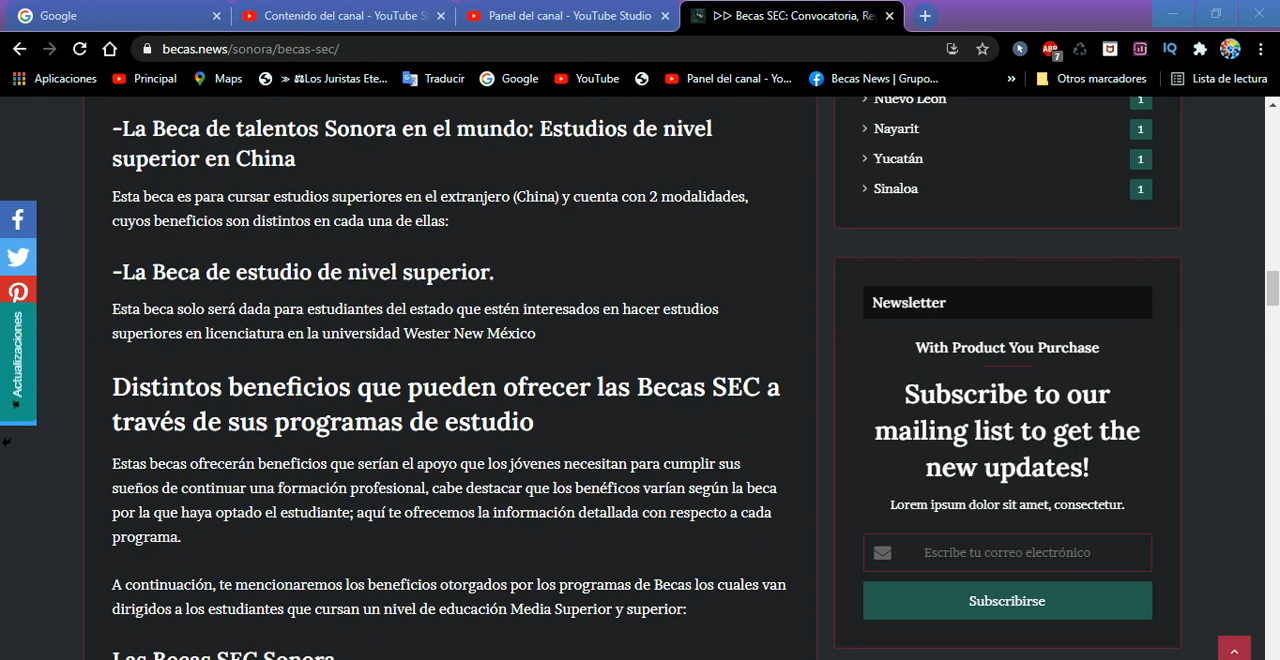 Google
Contenido del canal - YouTube S
Panel del canal - YouTube Studio
▷▷ Becas SEC: Convocatoria, Re
becas.news/sonora/becas-sec/
7
IQ
Aplicaciones
Principal
Maps
» ⚖Los Juristas Ete...
Traducir
Google
YouTube
Panel del canal - Yo...
Becas News | Grupo...
»
Otros marcadores
Lista de lectura
-La Beca de talentos Sonora en el mundo: Estudios de nivel
superior en China
Esta beca es para cursar estudios superiores en el extranjero (China) y cuenta con 2 modalidades,
cuyos beneficios son distintos en cada una de ellas:
-La Beca de estudio de nivel superior.
Esta beca solo será dada para estudiantes del estado que estén interesados en hacer estudios
superiores en licenciatura en la universidad Wester New México
Distintos beneficios que pueden ofrecer las Becas SEC a
través de sus programas de estudio
Estas becas ofrecerán beneficios que serían el apoyo que los jóvenes necesitan para cumplir sus
sueños de continuar una formación profesional, cabe destacar que los benéficos varían según la beca
por la que haya optado el estudiante; aquí te ofrecemos la información detallada con respecto a cada
programa.
A continuación, te mencionaremos los beneficios otorgados por los programas de Becas los cuales van
dirigidos a los estudiantes que cursan un nivel de educación Media Superior y superior:
Las Becas SEC Sonora
Actualizaciones
Nuevo León 1
Nayarit 1
Yucatán 1
Sinaloa 1
Newsletter
With Product You Purchase
Subscribe to our
mailing list to get the
new updates!
Lorem ipsum dolor sit amet, consectetur.
Escribe tu correo electrónico
Subscribirse